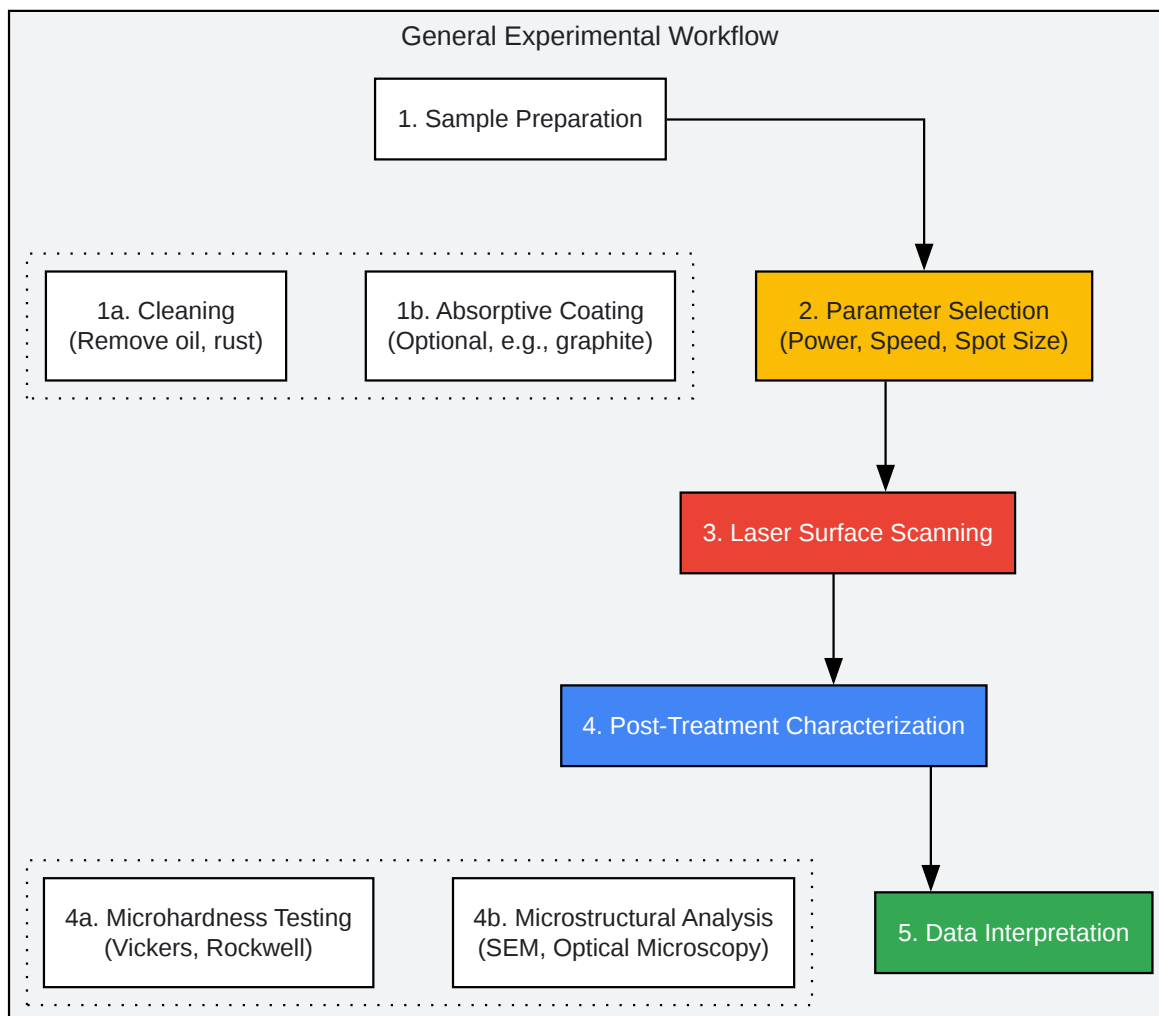 General Experimental Workflow
1. Sample Preparation
1a. Cleaning
(Remove oil, rust)
1b. Absorptive Coating
(Optional, e.g., graphite)
2. Parameter Selection
(Power, Speed, Spot Size)
3. Laser Surface Scanning
4. Post-Treatment Characterization
4a. Microhardness Testing
(Vickers, Rockwell)
4b. Microstructural Analysis
(SEM, Optical Microscopy)
5. Data Interpretation